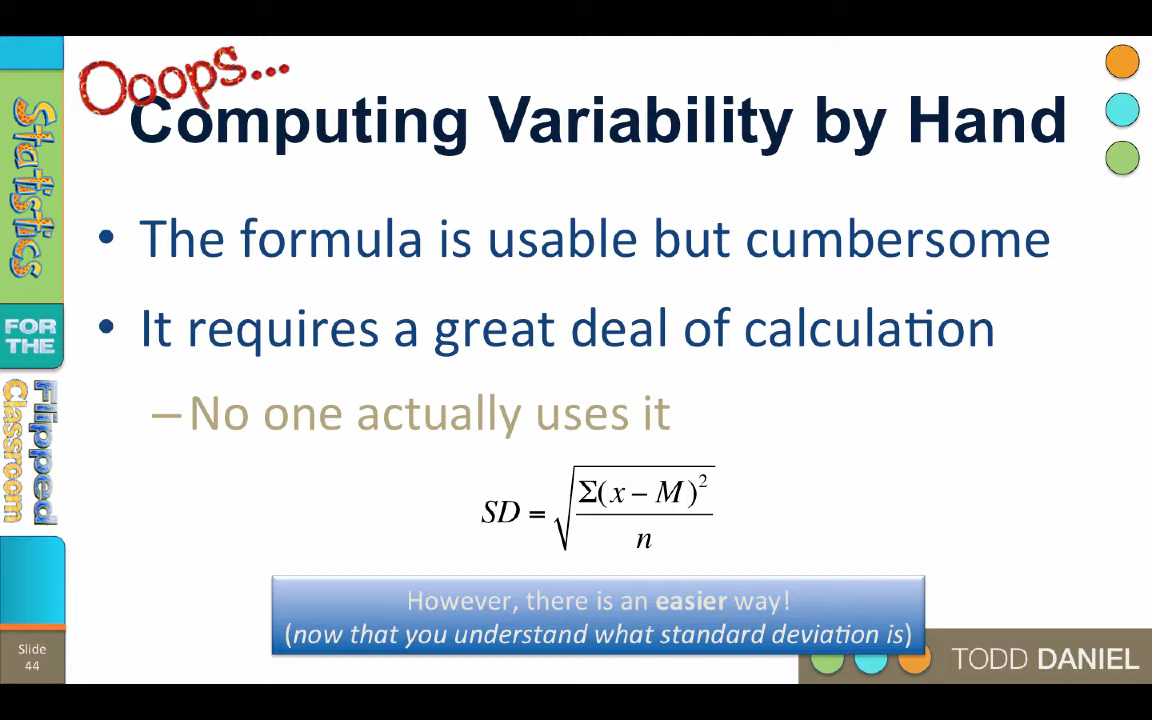 Ooops...
Computing Variability by Hand
• The formula is usable but cumbersome
• It requires a great deal of calculation
– No one actually uses it
SD = √(Σ(x – M)² / n)
However, there is an easier way!
(now that you understand what standard deviation is)
Statistics
FOR
THE
Flipped
Classroom
Slide
44
TODD DANIEL